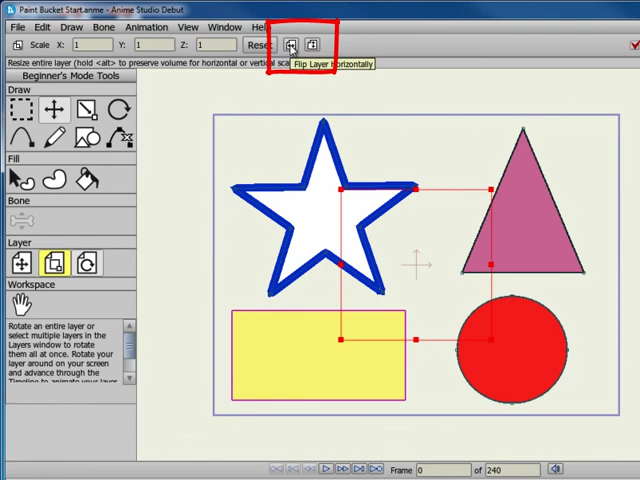 Paint Bucket Start.anme - Anime Studio Debut
File Edit Draw Bone Animation View Window Help
Scale X: 1 Y: 1 Z: 1 Reset
Resize entire layer (hold <alt> to preserve volume for horizontal or vertical
Flip Layer Horizontally
Beginner's Mode Tools
Draw
Fill
Bone
Layer
Workspace
Rotate an entire layer or
select multiple layers in the
Layers window to rotate
them all at once. Rotate your
layer around on your screen
and advance through the
Timeline to animate your layer
Frame 0 of 240